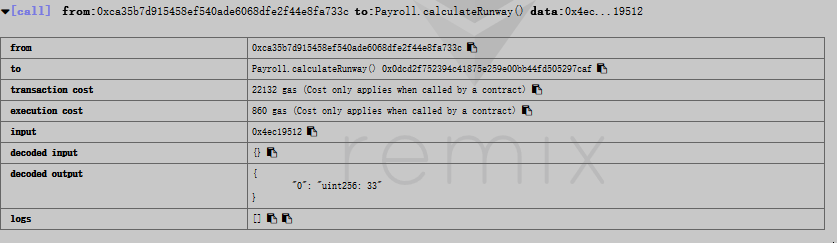 [call] from:0xca35b7d915458ef540ade6068dfe2f44e8fa733c to:Payroll.calculateRunway() data:0x4ec...19512
from 0xca35b7d915458ef540ade6068dfe2f44e8fa733c
to Payroll.calculateRunway() 0x0dcd2f752394c41875e259e00bb44fd505297caf
transaction cost 22132 gas (Cost only applies when called by a contract)
execution cost 860 gas (Cost only applies when called by a contract)
input 0x4ec19512
decoded input {}
decoded output {
"0": "uint256: 33"
}
logs []
remix